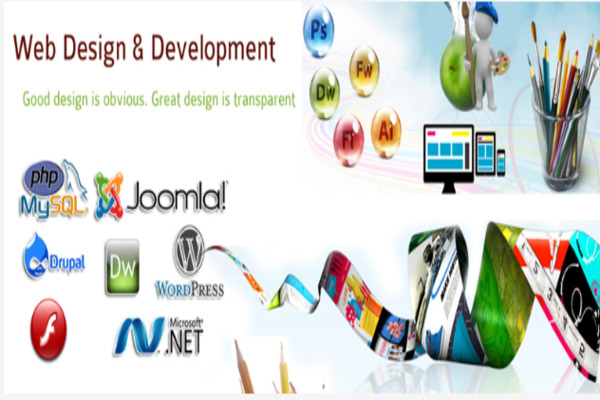 Web Design & Development
Good design is obvious. Great design is transparent
Ps
Fw
Dw
Fl
Ai
php
MySQL
Joomla!
Drupal
Dw
WORDPRESS
Microsoft
.NET